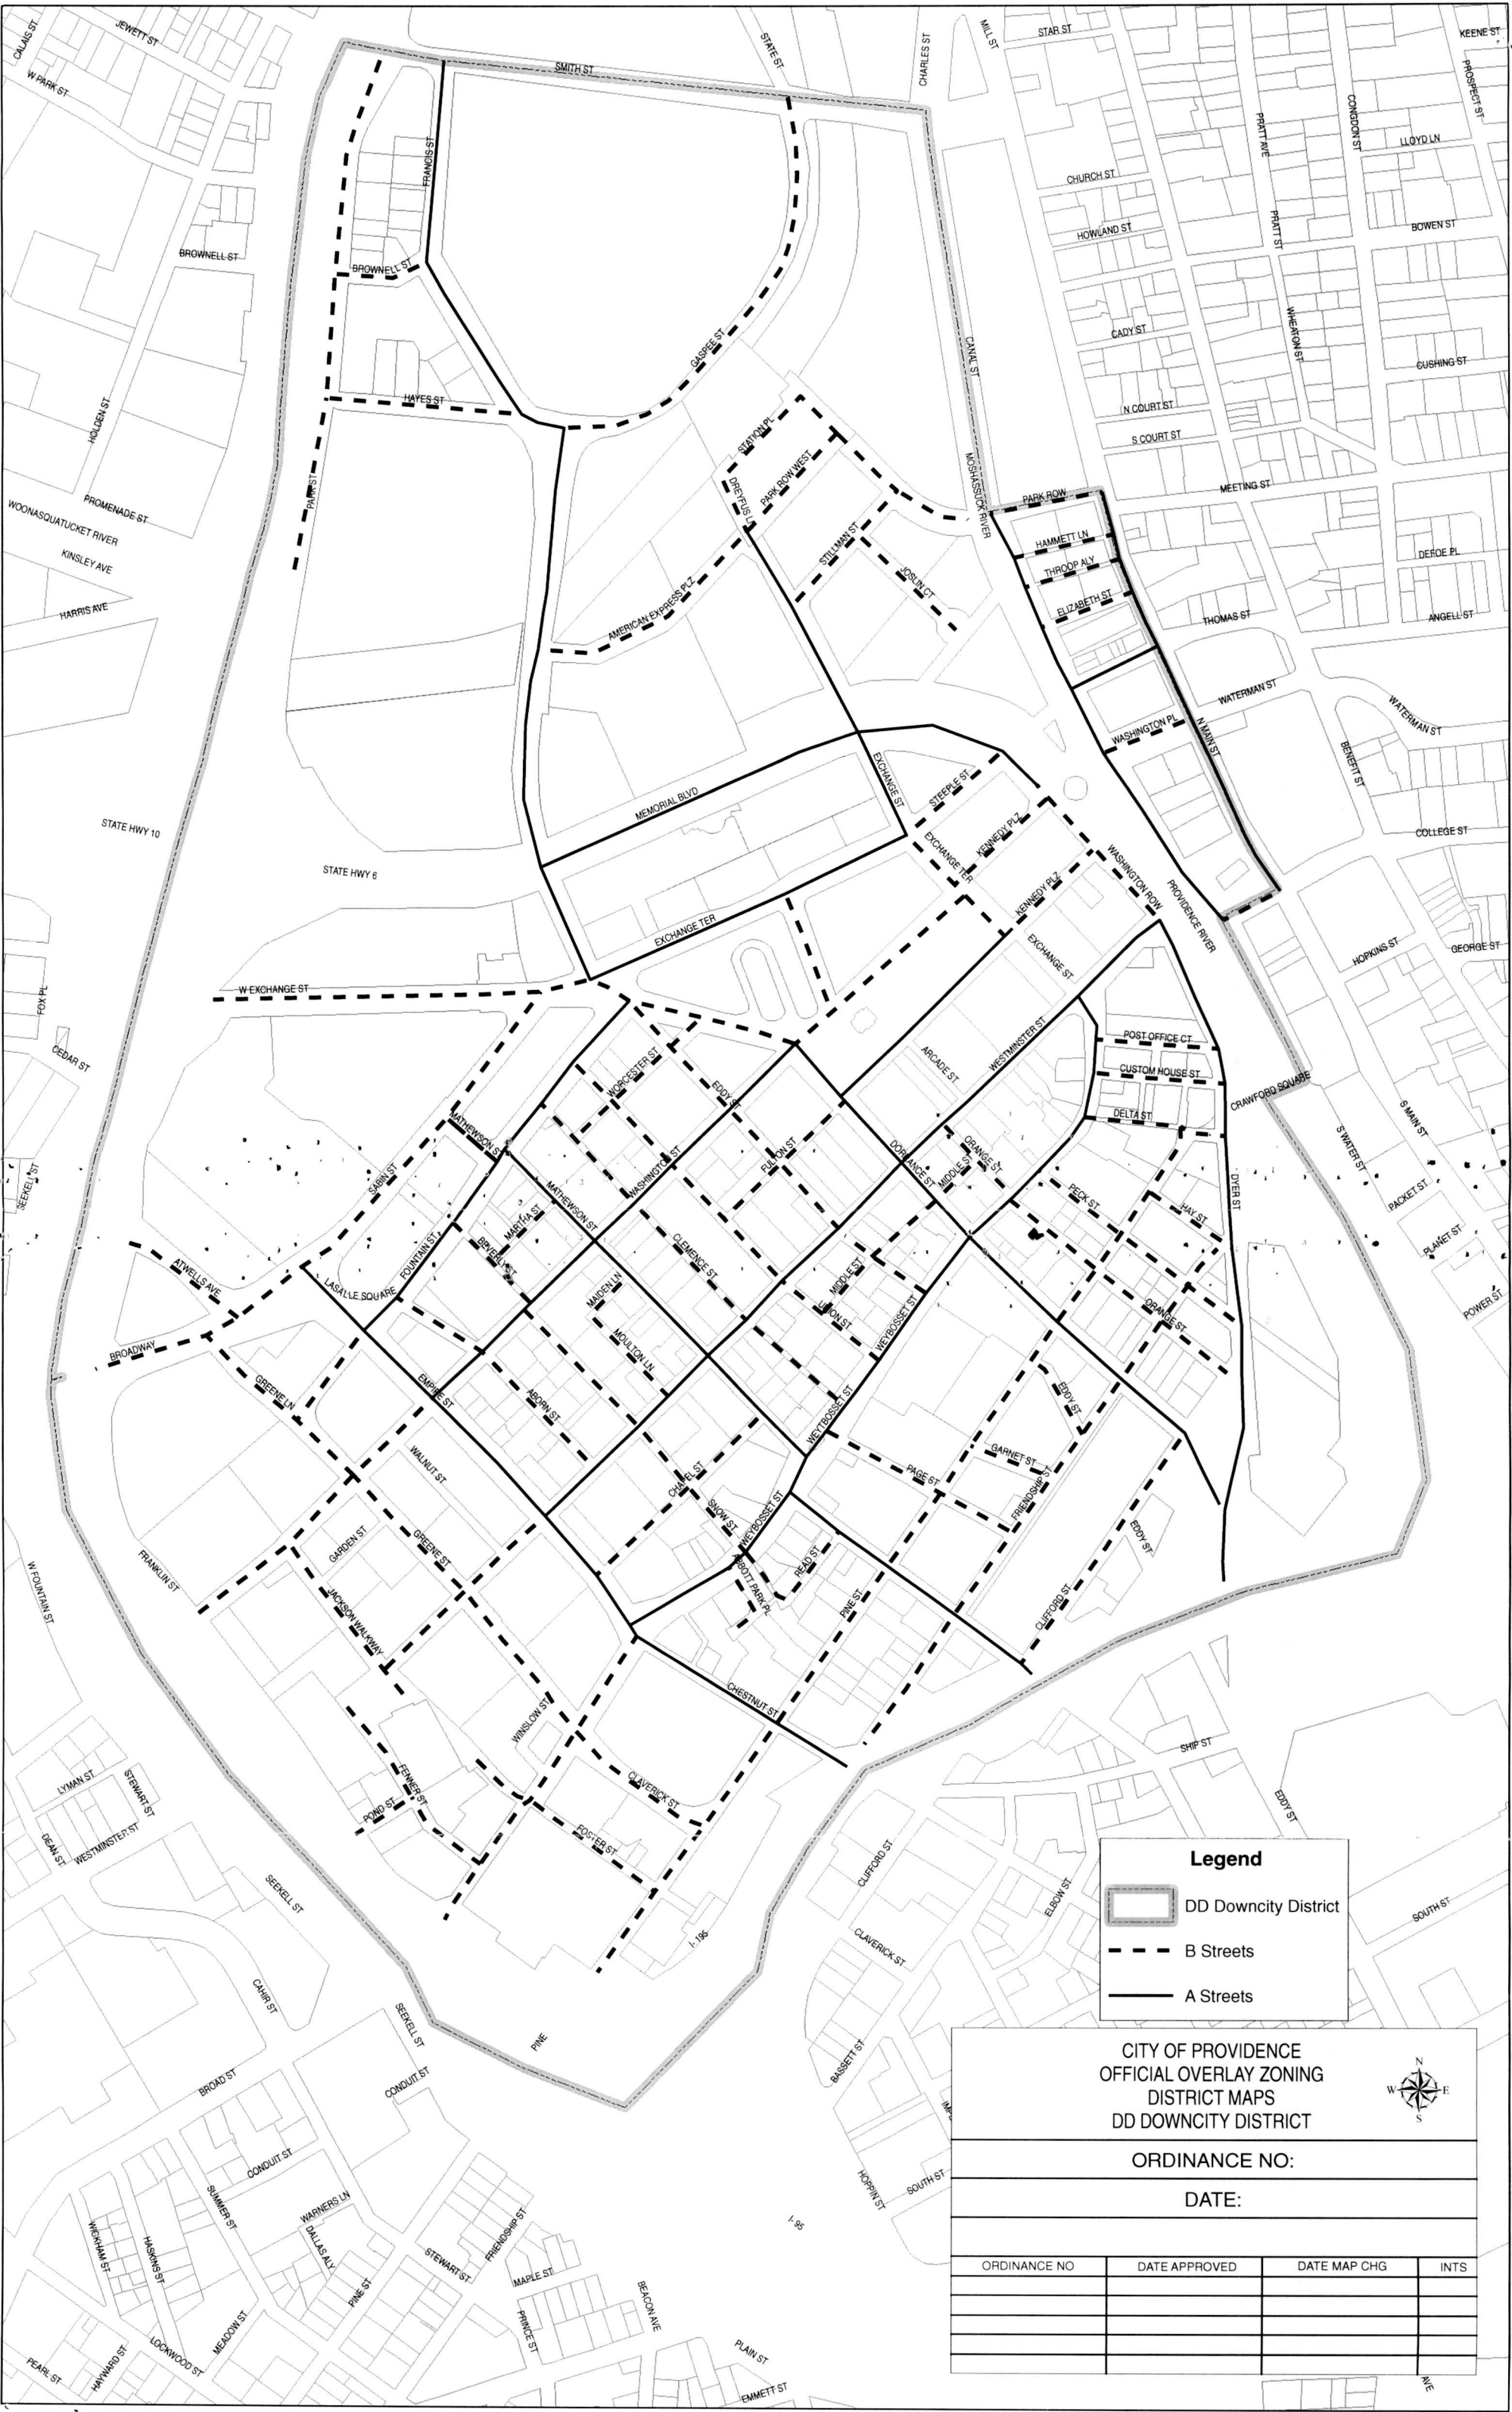 CALAIS ST
JEWETT ST
W PARK ST
SMITH ST
STATE ST
CHARLES ST
MILL ST
STAR ST
KEENE ST
PROSPECT ST
CONGDON ST
LLOYD LN
PRATT AVE
FRANCIS ST
CHURCH ST
HOWLAND ST
PRATT ST
BOWEN ST
BROWNELL ST
BROWNELL ST
CADY ST
WHEATON ST
CUSHING ST
GASPEE ST
CANAL ST
HOLDEN ST
HAYES ST
N COURT ST
S COURT ST
STATION PL
PARK ROW WEST
MOSHASSUCK RIVER
PARK ST
PARK ROW
MEETING ST
PROMENADE ST
WOONASQUATUCKET RIVER
KINSLEY AVE
HARRIS AVE
STILLMAN ST
JOSLIN CT
HAMMETT LN
THROOP ALY
ELIZABETH ST
DEFOE PL
THOMAS ST
ANGELL ST
AMERICAN EXPRESS PLZ
WATERMAN ST
WATERMAN ST
WASHINGTON PL
N MAIN ST
BENEFIT ST
MEMORIAL BLVD
EXCHANGE ST
STEEPLE ST
STATE HWY 10
STATE HWY 6
COLLEGE ST
EXCHANGE TER
KENNEDY PLZ
KENNEDY PLZ
WASHINGTON ROW
PROVIDENCE RIVER
EXCHANGE TER
EXCHANGE ST
HOPKINS ST
GEORGE ST
W EXCHANGE ST
FOX PL
CEDAR ST
WORCESTER ST
EDDY ST
ARCADE ST
WESTMINSTER ST
POST OFFICE CT
CUSTOM HOUSE ST
DELTA ST
CRAWFORD SQUARE
S MAIN ST
S WATER ST
MATHEWSON ST
WASHINGTON ST
FULTON ST
DORRANCE ST
MIDDLE ST
ORANGE ST
PECK ST
HAY ST
DYER ST
PACKET ST
PLANET ST
POWER ST
SEEKELL ST
SABIN ST
MATHEWSON ST
MARTHA ST
BEVERLY ST
CLEMENCE ST
MIDDLE ST
UNION ST
WEYBOSSET ST
ORANGE ST
ATWELLS AVE
LASALLE SQUARE
FOUNTAIN ST
MAIDEN LN
MOULTON LN
BROADWAY
GREENE LN
EMPIRE ST
ABORN ST
WEYTBOSSET ST
EDDY ST
GARNET ST
PAGE ST
FRIENDSHIP ST
WALNUT ST
CHAPEL ST
SNOW ST
WEYBOSSET ST
READ ST
EDDY ST
GARDEN ST
GREENE ST
FRANKLIN ST
JACKSON WALKWAY
PINE ST
CLIFFORD ST
W FOUNTAIN ST
CHESTNUT ST
WINSLOW ST
CLAVERICK ST
SHIP ST
EDDY ST
LYMAN ST
STEWART ST
DEAN ST
WESTMINSTER ST
FENNER ST
POND ST
FOSTER ST
SEEKELL ST
CLIFFORD ST
ELBOW ST
SOUTH ST
I- 195
CLAVERICK ST
CAHIR ST
SEEKELL ST
PINE
BASSETT ST
BROAD ST
CONDUIT ST
CONDUIT ST
HOPPIN ST
SOUTH ST
I- 95
SUMMER ST
WARNERS LN
DALLAS ALY
WICKHAM ST
HASKINS ST
STEWART ST
FRIENDSHIP ST
MAPLE ST
PINE ST
PRINCE ST
BEACON AVE
PLAIN ST
EMMETT ST
MEADOW ST
LOCKWOOD ST
HAYWARD ST
PEARL ST
AVE
Legend
DD Downcity District
B Streets
A Streets
CITY OF PROVIDENCE
OFFICIAL OVERLAY ZONING
DISTRICT MAPS
DD DOWNCITY DISTRICT
N
W E
S
ORDINANCE NO:
DATE:
ORDINANCE NO DATE APPROVED DATE MAP CHG INTS